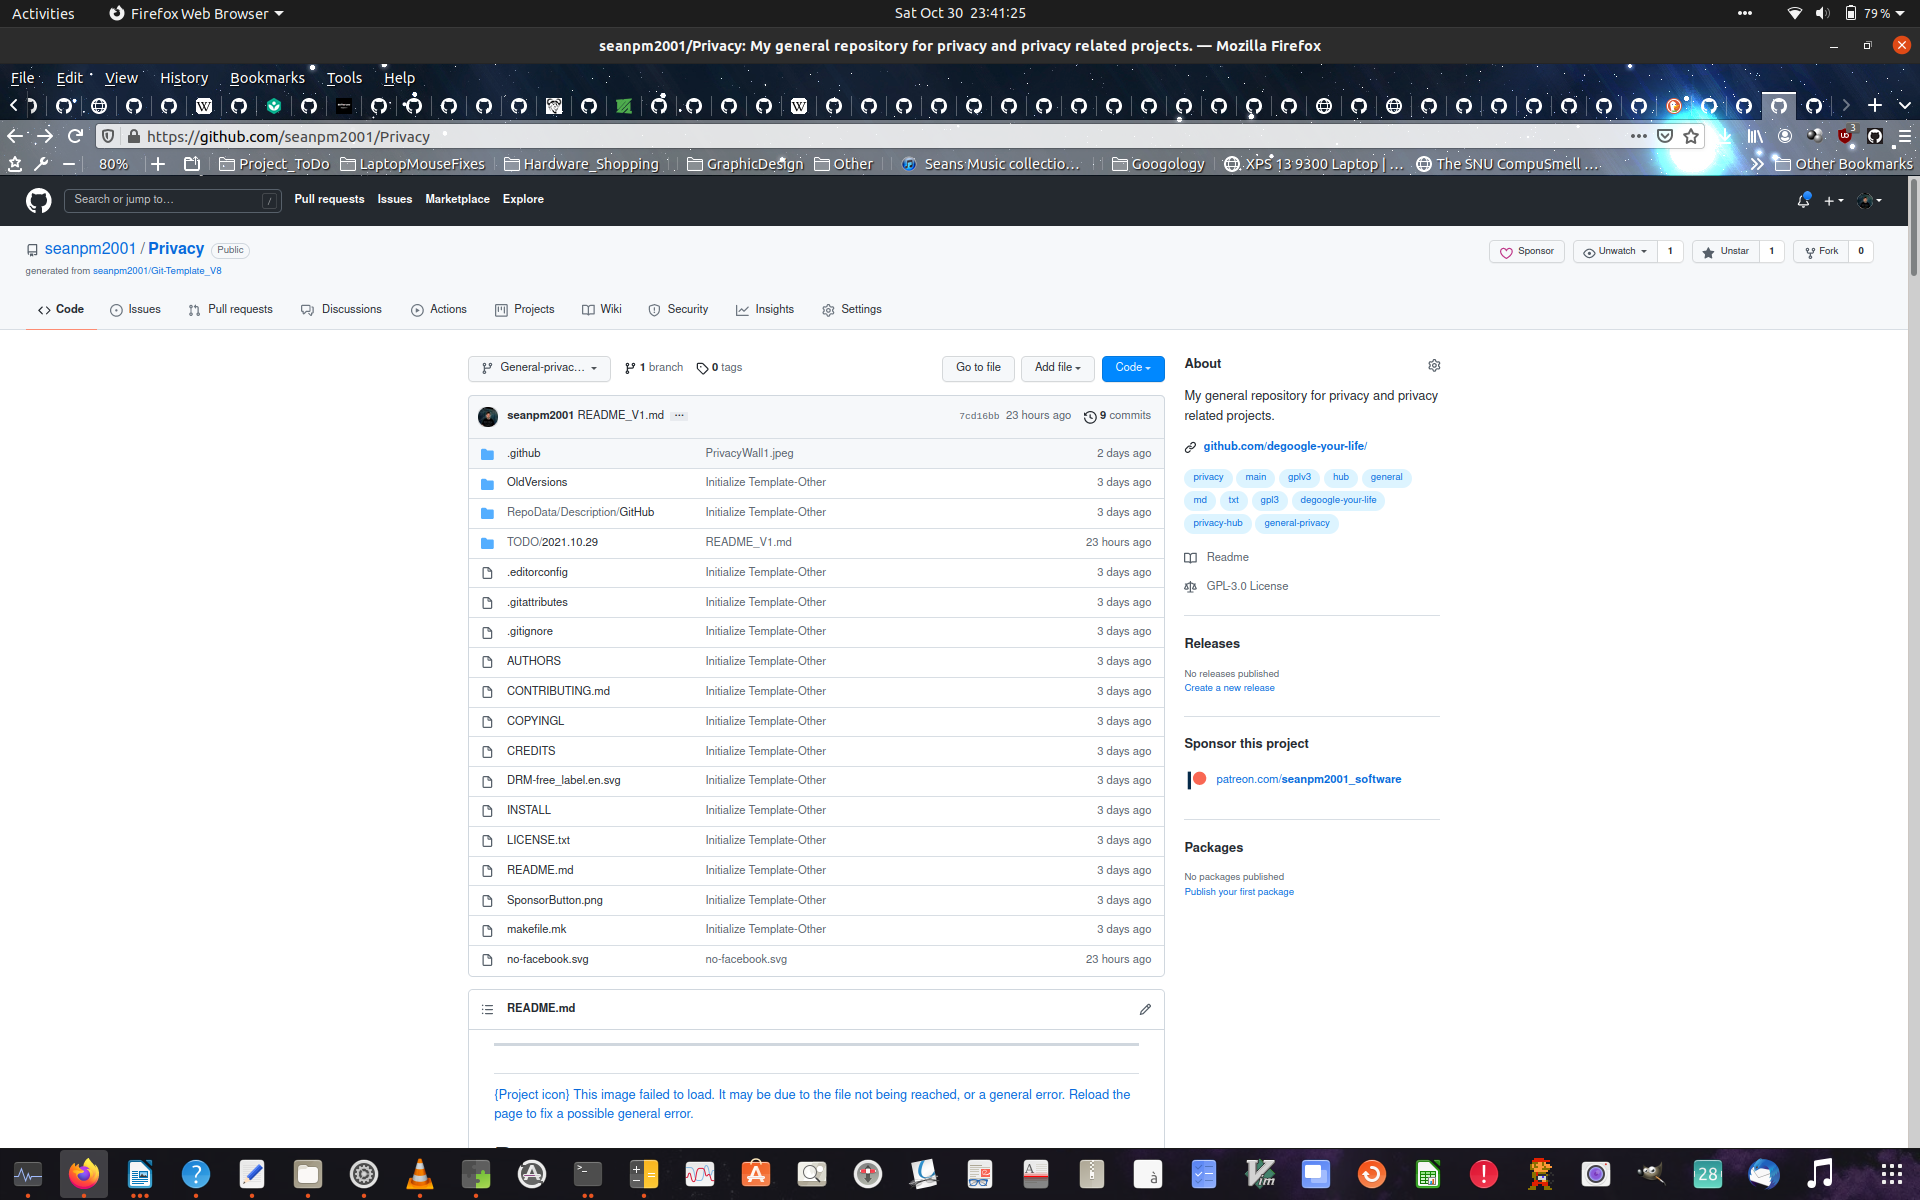 Activities Firefox Web Browser Sat Oct 30 23:41:25 79 %
seanpm2001/Privacy: My general repository for privacy and privacy related projects. — Mozilla Firefox
File Edit View History Bookmarks Tools Help
https://github.com/seanpm2001/Privacy 3
80% Project_ToDo LaptopMouseFixes Hardware_Shopping GraphicDesign Other Seans Music collectio… Googology XPS 13 9300 Laptop | … The SNU CompuSmell … Other Bookmarks
Search or jump to… / Pull requests Issues Marketplace Explore
seanpm2001 / Privacy Public Sponsor Unwatch 1 Unstar 1 Fork 0
generated from seanpm2001/Git-Template_V8
Code Issues Pull requests Discussions Actions Projects Wiki Security Insights Settings
General-privac… 1 branch 0 tags Go to file Add file Code
seanpm2001 README_V1.md ··· 7cd16bb 23 hours ago 9 commits
.github PrivacyWall1.jpeg 2 days ago
OldVersions Initialize Template-Other 3 days ago
RepoData/Description/GitHub Initialize Template-Other 3 days ago
TODO/2021.10.29 README_V1.md 23 hours ago
.editorconfig Initialize Template-Other 3 days ago
.gitattributes Initialize Template-Other 3 days ago
.gitignore Initialize Template-Other 3 days ago
AUTHORS Initialize Template-Other 3 days ago
CONTRIBUTING.md Initialize Template-Other 3 days ago
COPYINGL Initialize Template-Other 3 days ago
CREDITS Initialize Template-Other 3 days ago
DRM-free_label.en.svg Initialize Template-Other 3 days ago
INSTALL Initialize Template-Other 3 days ago
LICENSE.txt Initialize Template-Other 3 days ago
README.md Initialize Template-Other 3 days ago
SponsorButton.png Initialize Template-Other 3 days ago
makefile.mk Initialize Template-Other 3 days ago
no-facebook.svg no-facebook.svg 23 hours ago
README.md
{Project icon} This image failed to load. It may be due to the file not being reached, or a general error. Reload the
page to fix a possible general error.
About
My general repository for privacy and privacy
related projects.
github.com/degoogle-your-life/
privacy main gplv3 hub general
md txt gpl3 degoogle-your-life
privacy-hub general-privacy
Readme
GPL-3.0 License
Releases
No releases published
Create a new release
Sponsor this project
patreon.com/seanpm2001_software
Packages
No packages published
Publish your first package
28